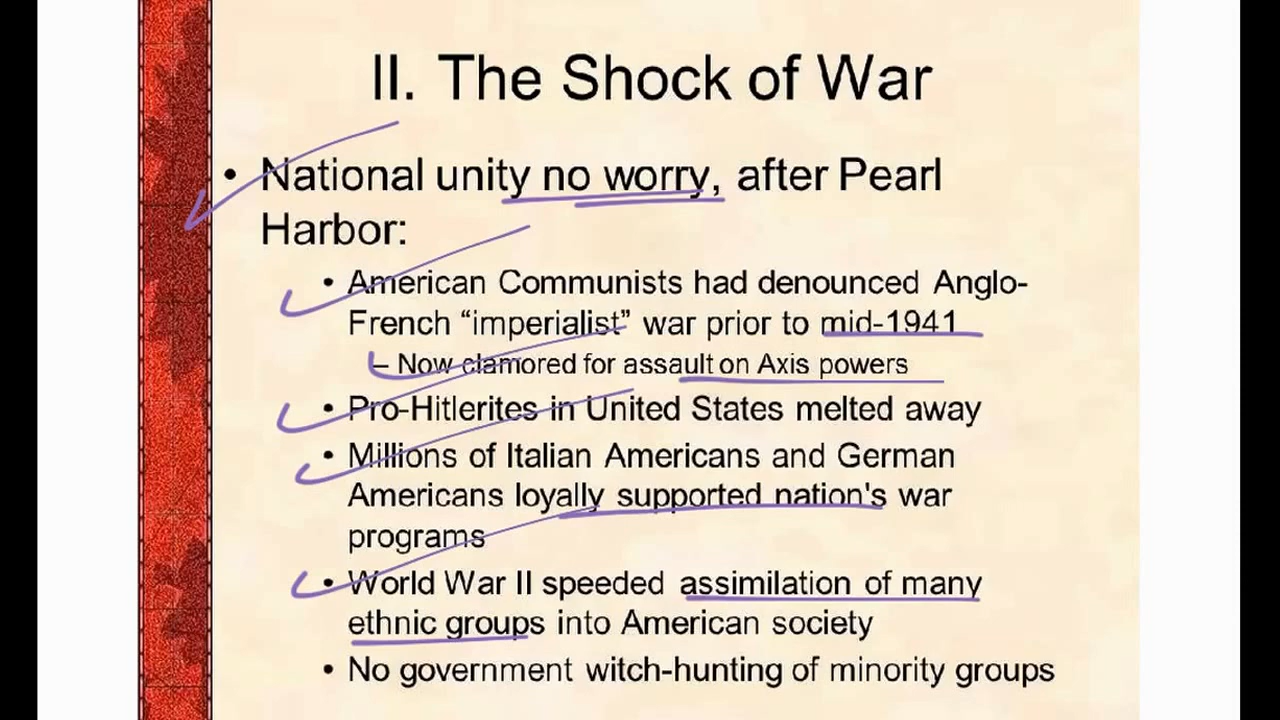 II. The Shock of War
• National unity no worry, after Pearl
Harbor:
• American Communists had denounced Anglo-
French “imperialist” war prior to mid-1941
– Now clamored for assault on Axis powers
• Pro-Hitlerites in United States melted away
• Millions of Italian Americans and German
Americans loyally supported nation's war
programs
• World War II speeded assimilation of many
ethnic groups into American society
• No government witch-hunting of minority groups